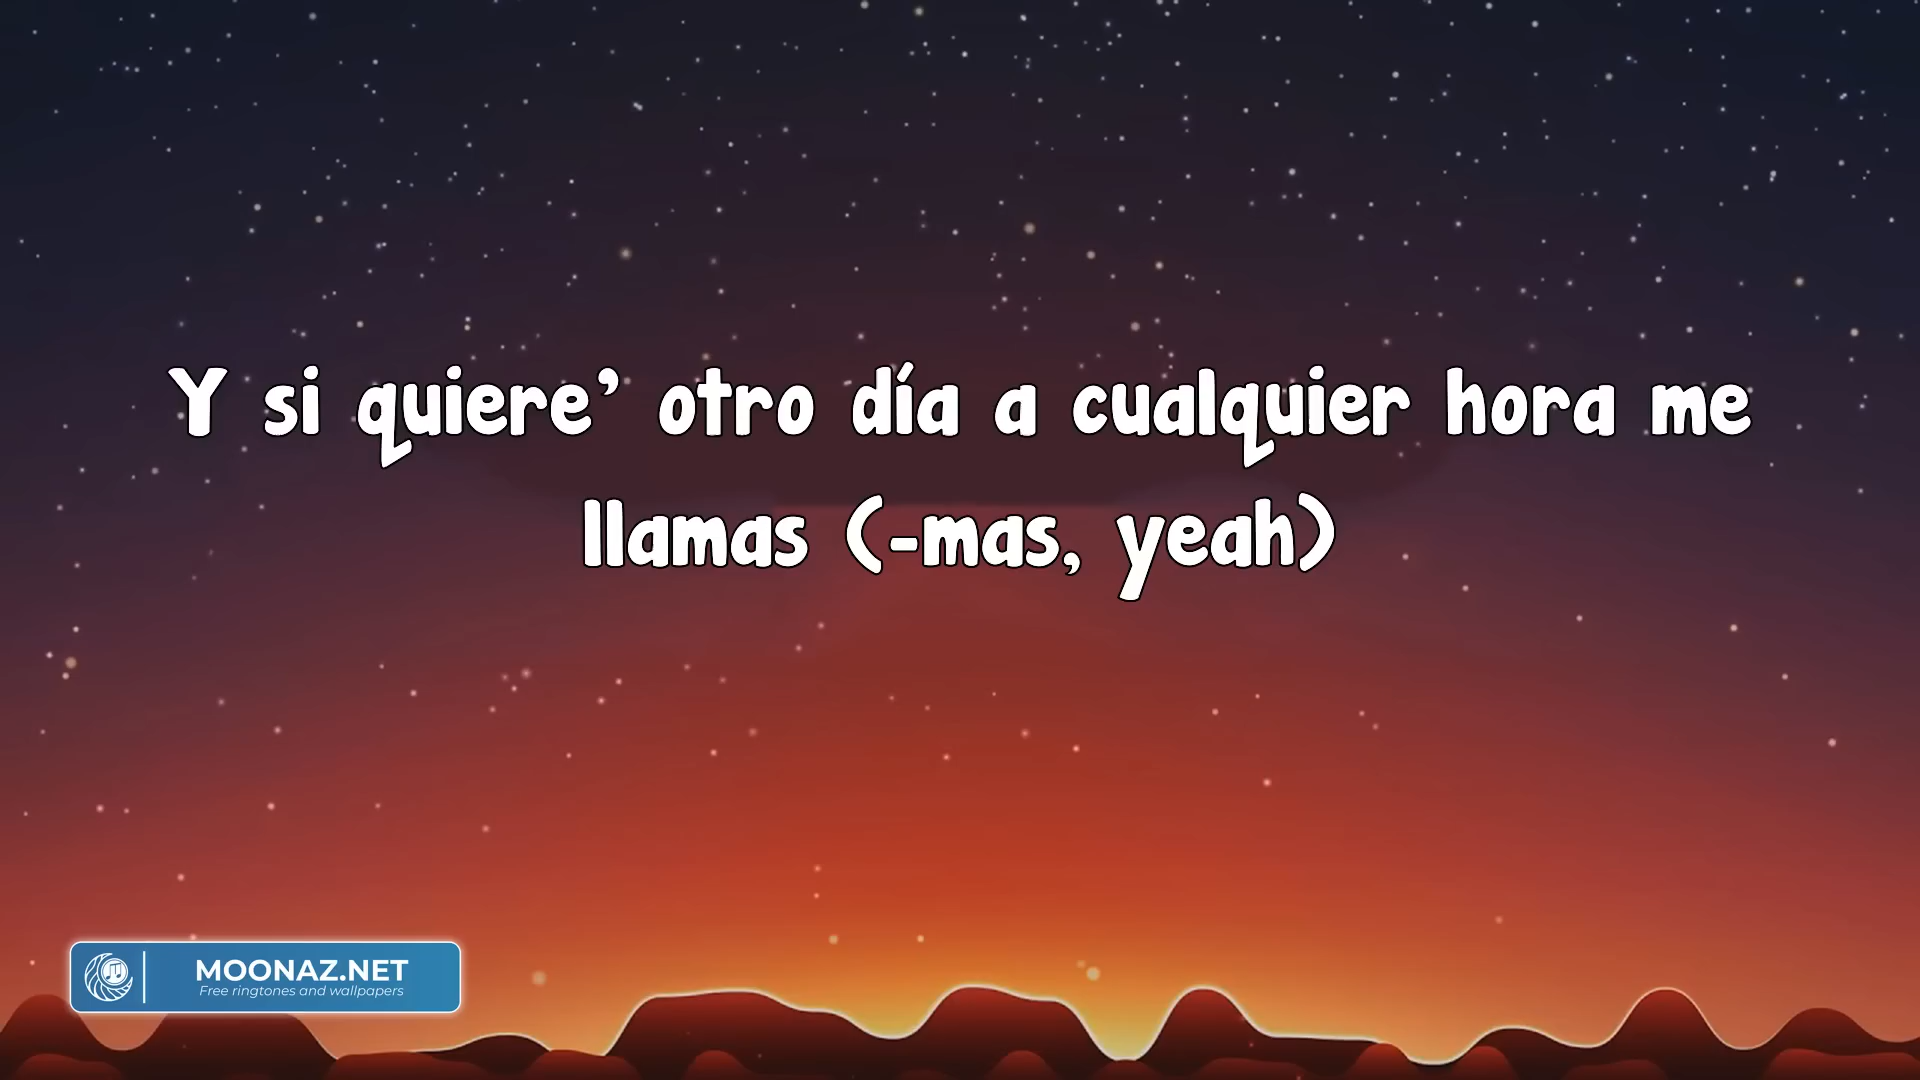 Y si quiere’ otro día a cualquier hora me
llamas (-mas, yeah)
MOONAZ.NET
Free ringtones and wallpapers